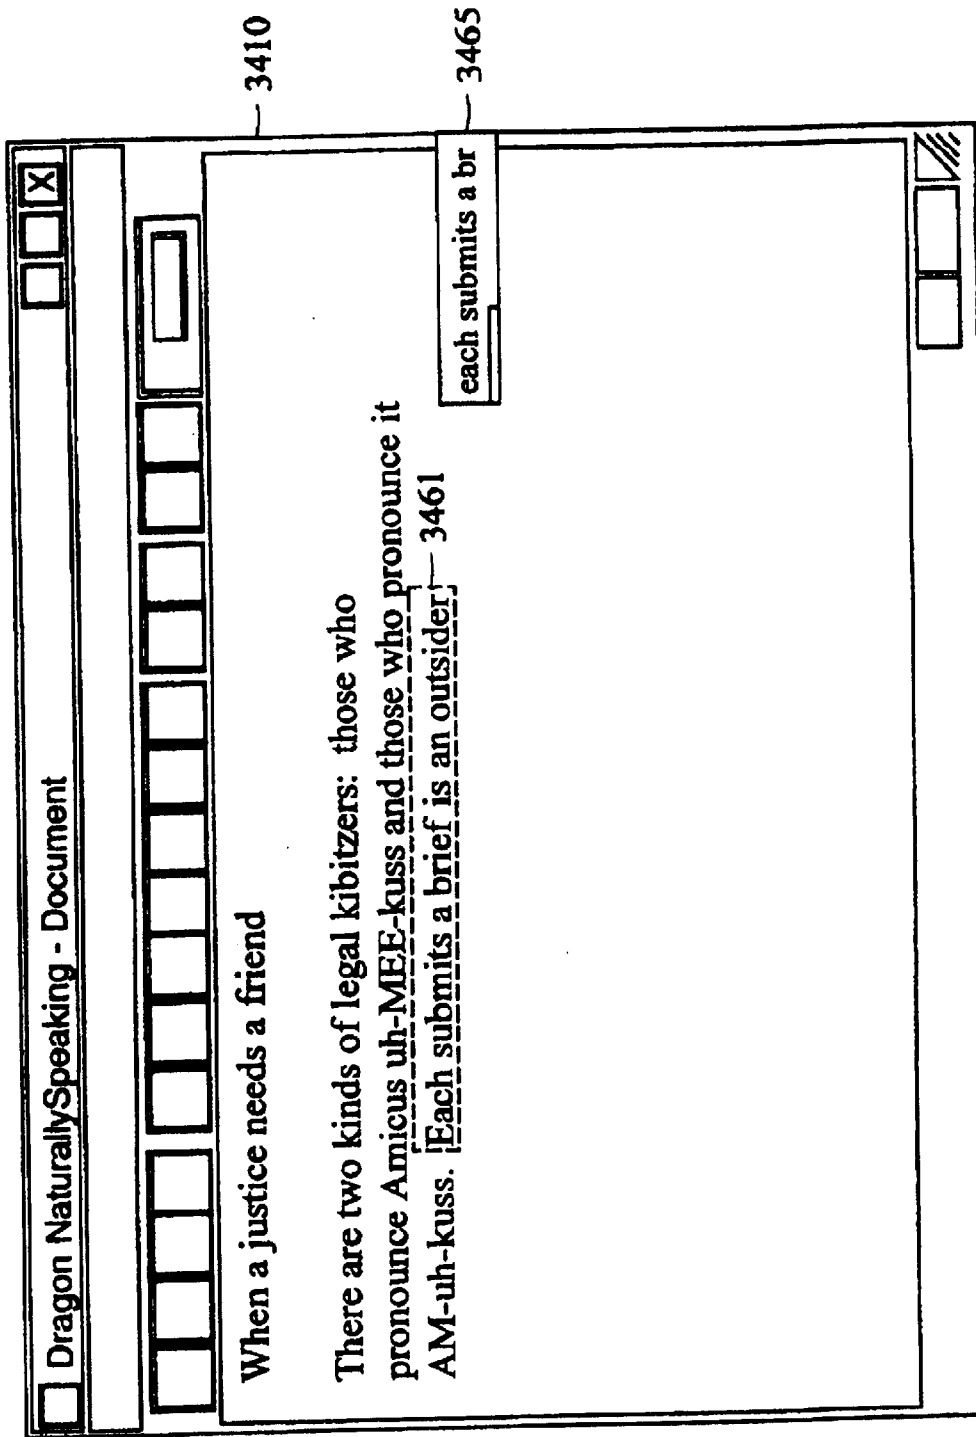 Dragon NaturallySpeaking - Document
X
3410
When a justice needs a friend
There are two kinds of legal kibitzers: those who
pronounce Amicus uh-MEE-kuss and those who pronounce it
AM-uh-kuss. Each submits a brief is an outsider
3461
each submits a br
3465